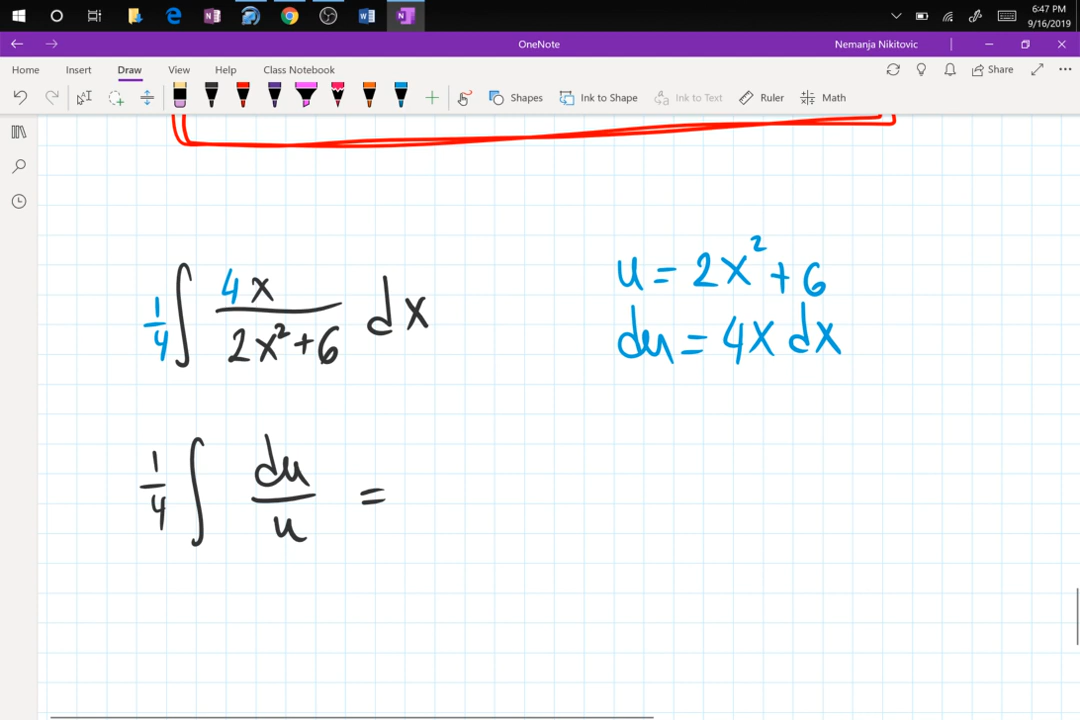 6:47 PM
9/16/2019
OneNote
Nemanja Nikitovic
Home Insert Draw View Help Class Notebook Share
Shapes Ink to Shape Ink to Text Ruler Math
1/4 ∫ 4x/(2x²+6) dx
u = 2x² + 6
du = 4x dx
1/4 ∫ du/u =